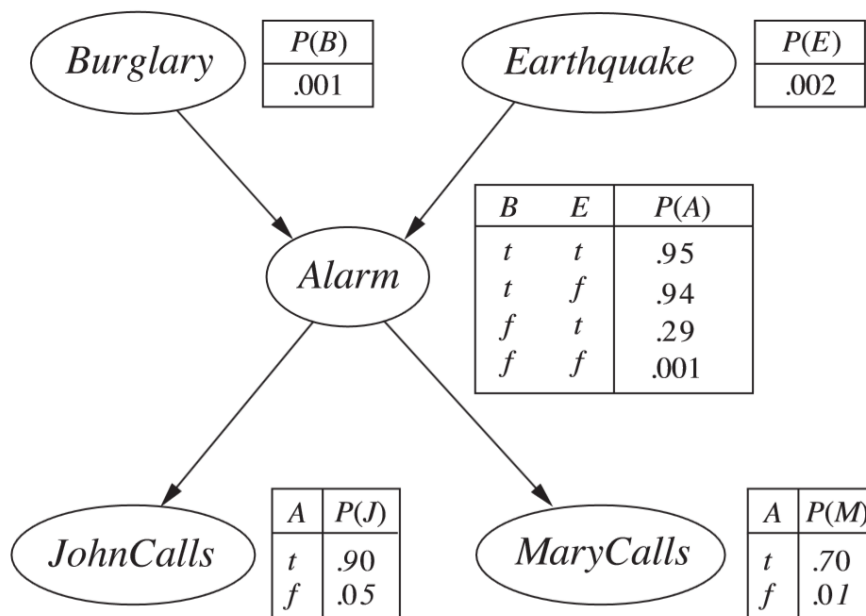 Burglary
P(B)
.001
Earthquake
P(E)
.002
Alarm
B E P(A)
t t .95
t f .94
f t .29
f f .001
JohnCalls
A P(J)
t .90
f .05
MaryCalls
A P(M)
t .70
f .01